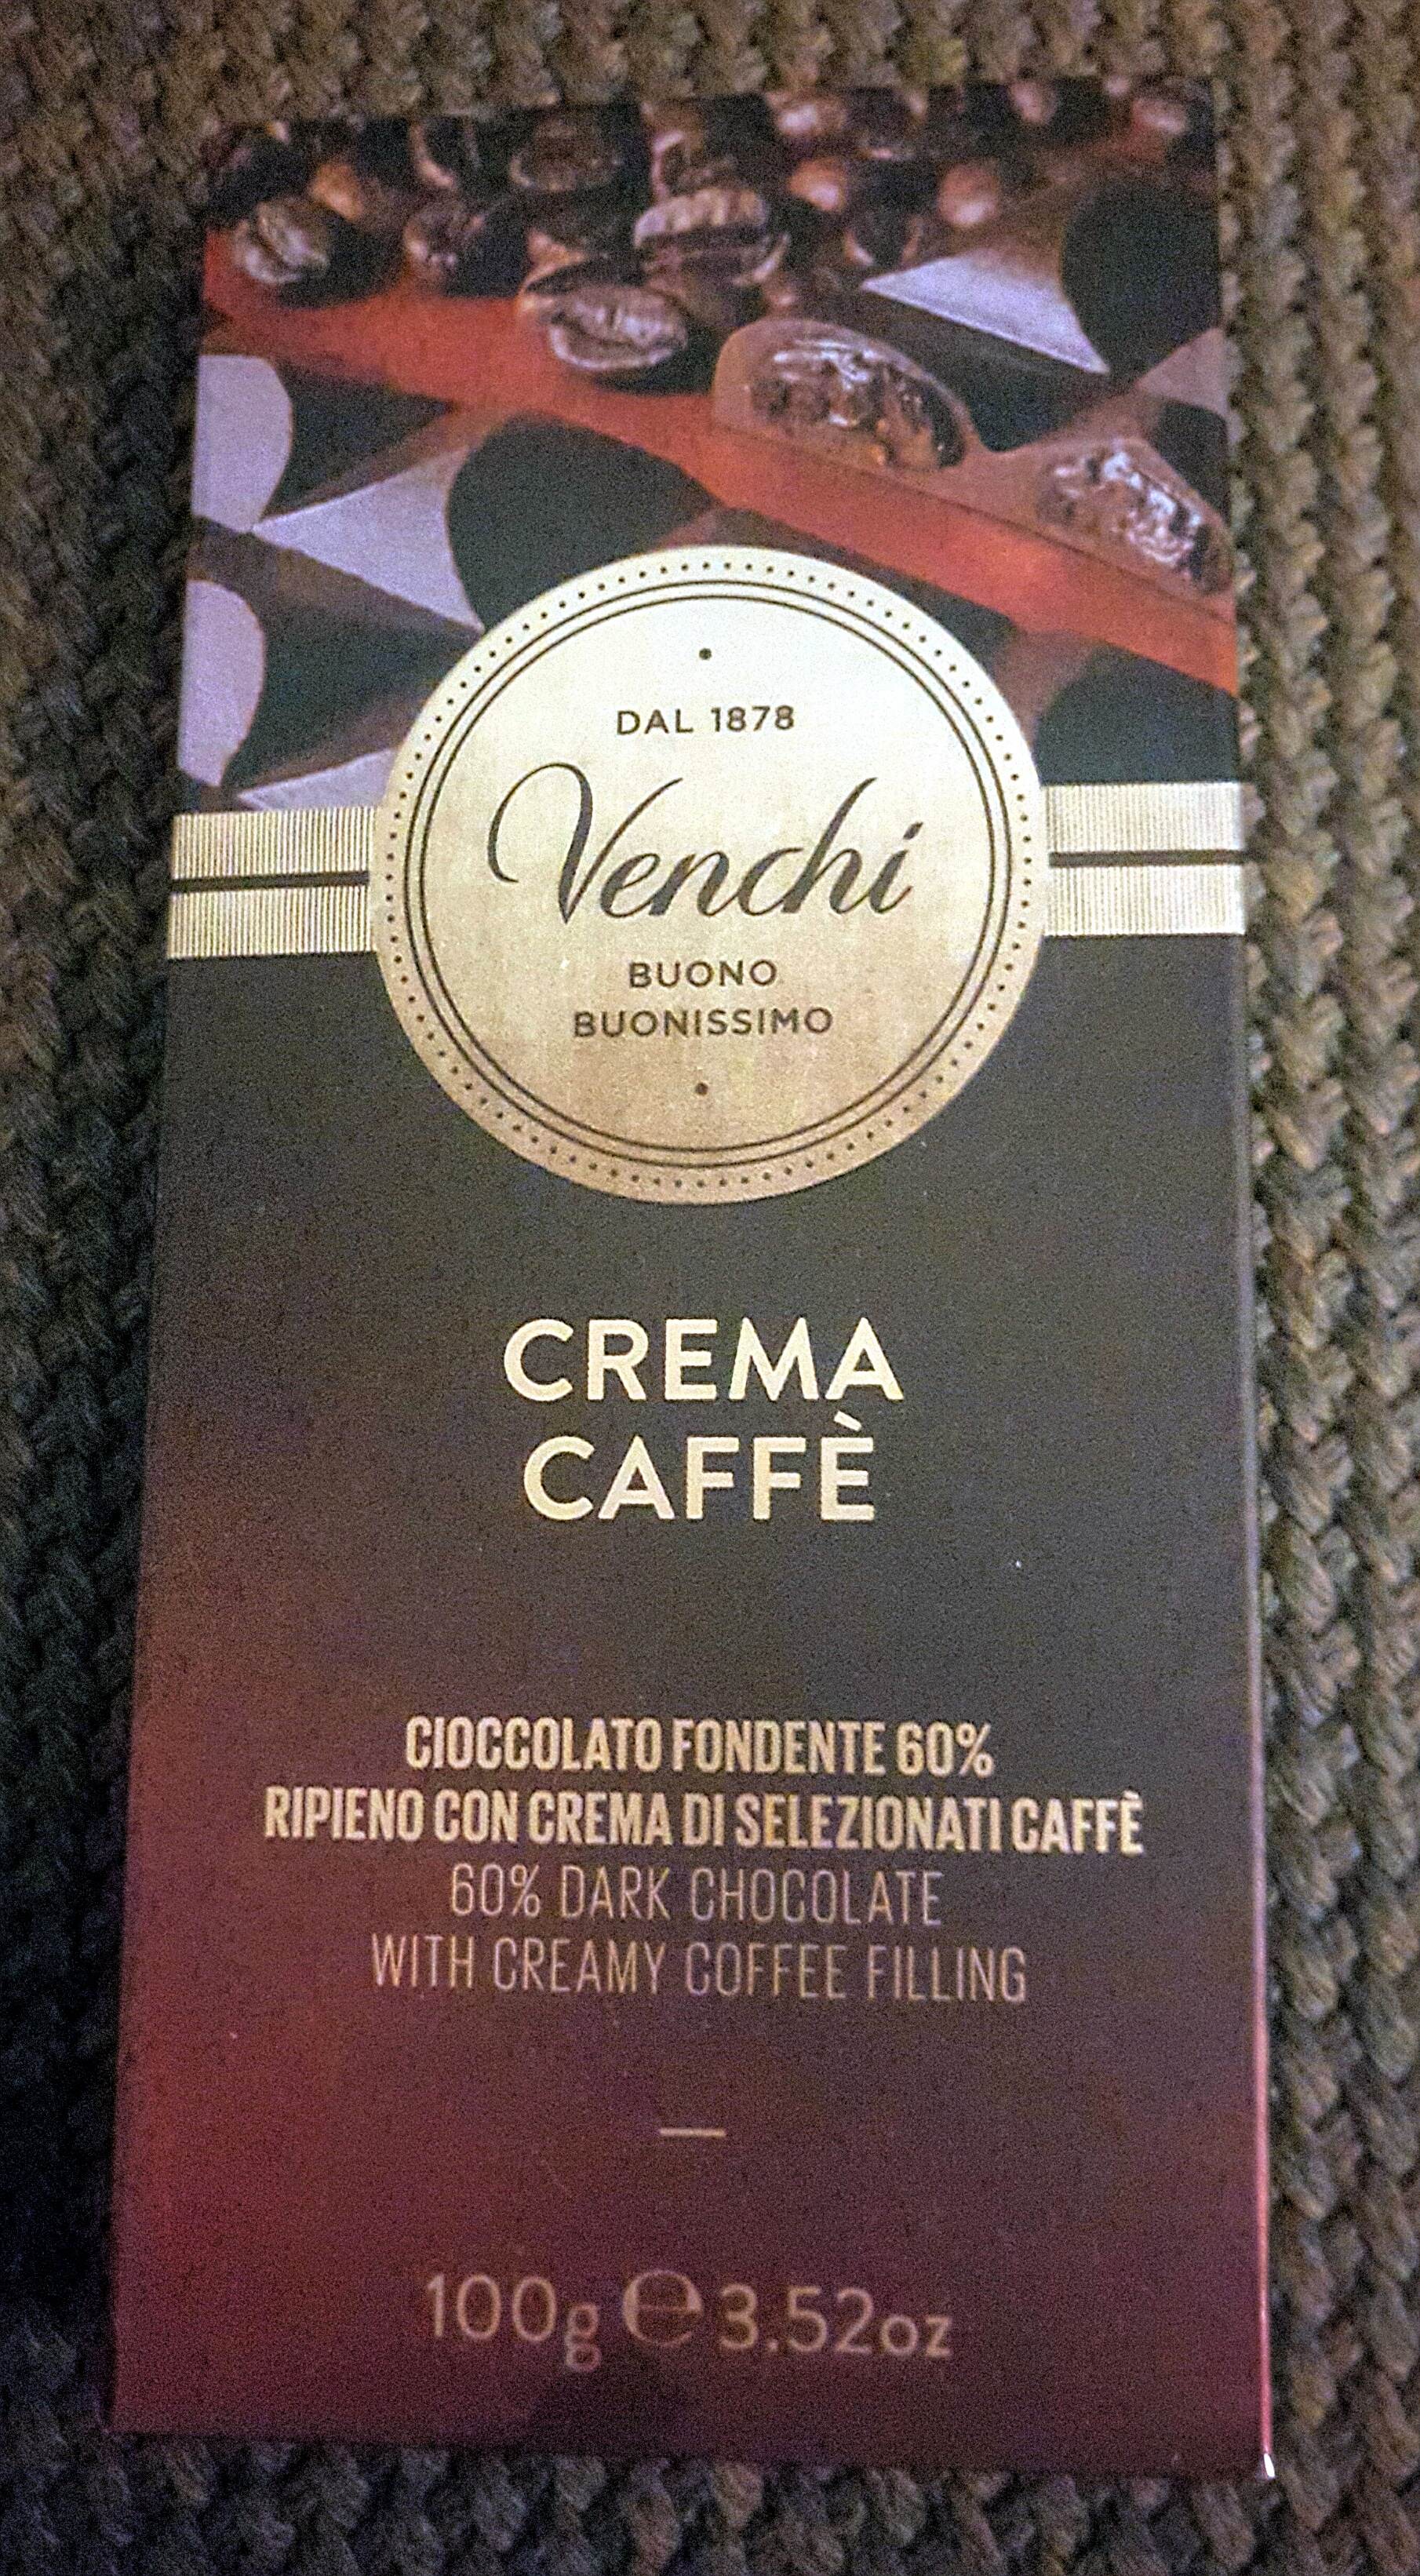 DAL 1878
Venchi
BUONO
BUONISSIMO
CREMA
CAFFÈ
CIOCCOLATO FONDENTE 60%
RIPIENO CON CREMA DI SELEZIONATI CAFFÈ
60% DARK CHOCOLATE
WITH CREAMY COFFEE FILLING
100g ℮ 3.52oz